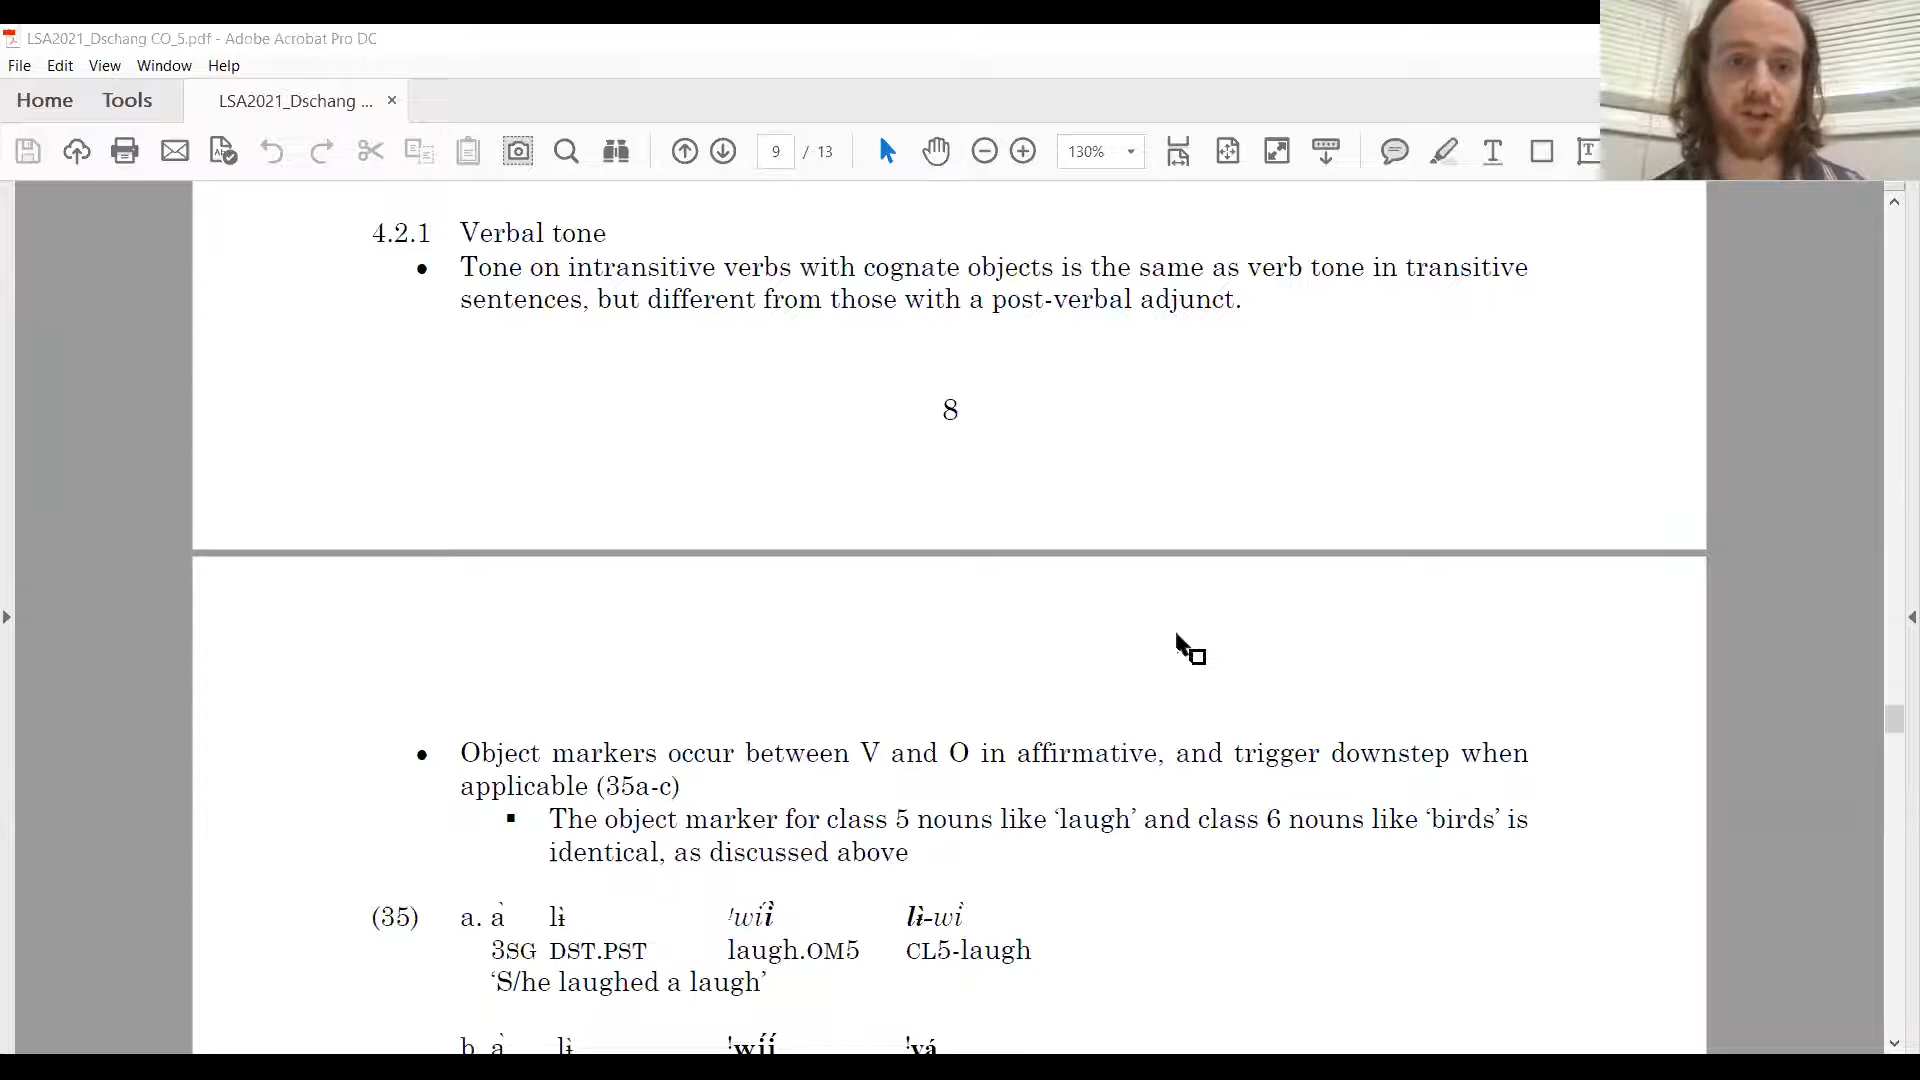 LSA2021_Dschang CO_5.pdf - Adobe Acrobat Pro DC
File Edit View Window Help
Home Tools LSA2021_Dschang ... ×
9 / 13 130%
4.2.1 Verbal tone
• Tone on intransitive verbs with cognate objects is the same as verb tone in transitive
sentences, but different from those with a post-verbal adjunct.
8
• Object markers occur between V and O in affirmative, and trigger downstep when
applicable (35a-c)
▪ The object marker for class 5 nouns like ‘laugh’ and class 6 nouns like ‘birds’ is
identical, as discussed above
(35) a. à lɨ̀ ꜝwíɨ̂ lɨ̀-wì
3SG DST.PST laugh.OM5 CL5-laugh
‘S/he laughed a laugh’
b. à lɨ̀